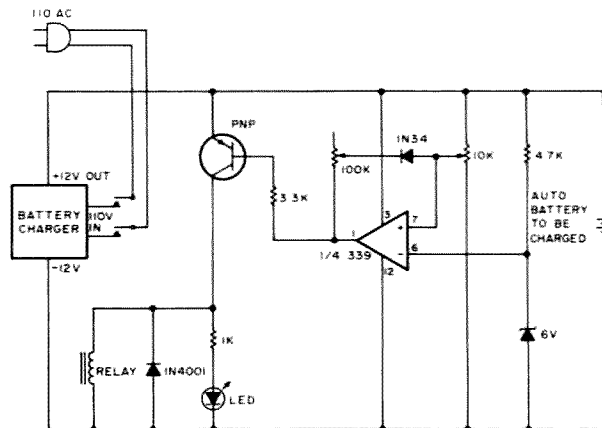 110 AC
PNP
1N34
100K
10K
4.7K
+12V OUT
BATTERY
CHARGER
110V
IN
-12V
3.3K
3
7
+
1
6
-
12
1/4 339
AUTO
BATTERY
TO BE
CHARGED
6V
RELAY
1N4001
1K
LED